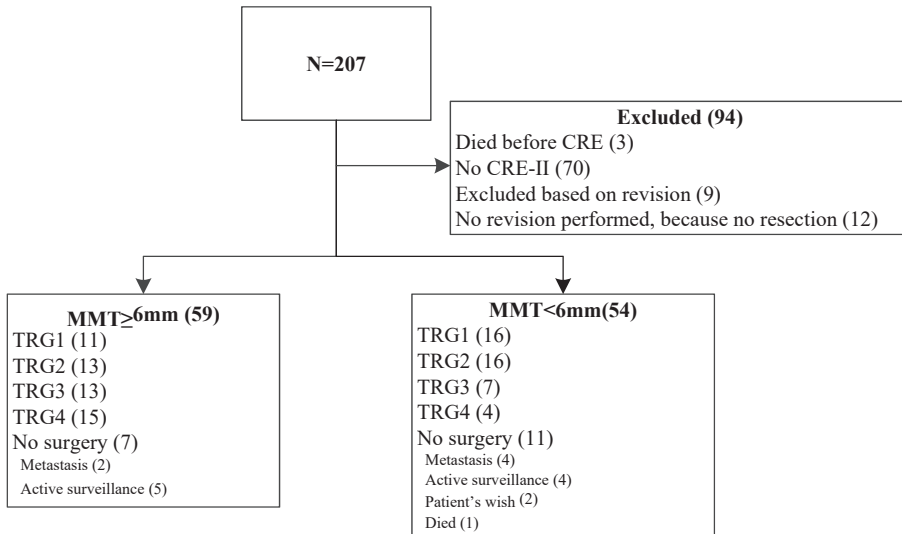 N=207
Excluded (94)
Died before CRE (3)
No CRE-II (70)
Excluded based on revision (9)
No revision performed, because no resection (12)
MMT≥6mm (59)
TRG1 (11)
TRG2 (13)
TRG3 (13)
TRG4 (15)
No surgery (7)
Metastasis (2)
Active surveillance (5)
MMT<6mm(54)
TRG1 (16)
TRG2 (16)
TRG3 (7)
TRG4 (4)
No surgery (11)
Metastasis (4)
Active surveillance (4)
Patient’s wish (2)
Died (1)